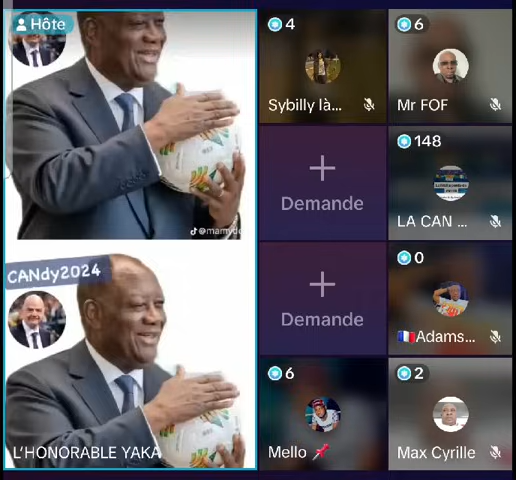 Hôte
@mamydo
CANdy2024
L'HONORABLE YAKA
4
Sybilly là...
6
Mr FOF
Demande
148
LA CAN ...
Demande
0
🇫🇷Adams...
6
Mello 📌
2
Max Cyrille